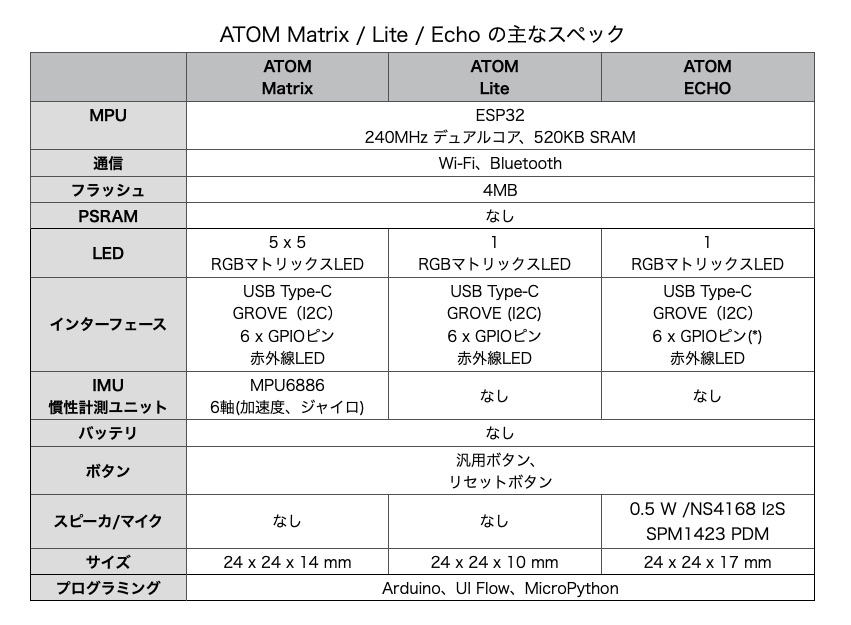 ATOM Matrix / Lite / Echo の主なスペック
ATOM
Matrix
ATOM
Lite
ATOM
ECHO
MPU
ESP32
240MHz デュアルコア、520KB SRAM
通信
Wi-Fi、Bluetooth
フラッシュ
4MB
PSRAM
なし
LED
5 x 5
RGBマトリックスLED
1
RGBマトリックスLED
1
RGBマトリックスLED
インターフェース
USB Type-C
GROVE（I2C）
6 x GPIOピン
赤外線LED
USB Type-C
GROVE (I2C)
6 x GPIOピン
赤外線LED
USB Type-C
GROVE（I2C）
6 x GPIOピン(*)
赤外線LED
IMU
慣性計測ユニット
MPU6886
6軸(加速度、ジャイロ)
なし
なし
バッテリ
なし
ボタン
汎用ボタン、
リセットボタン
スピーカ/マイク
なし
なし
0.5 W /NS4168 I2S
SPM1423 PDM
サイズ
24 x 24 x 14 mm
24 x 24 x 10 mm
24 x 24 x 17 mm
プログラミング
Arduino、UI Flow、MicroPython